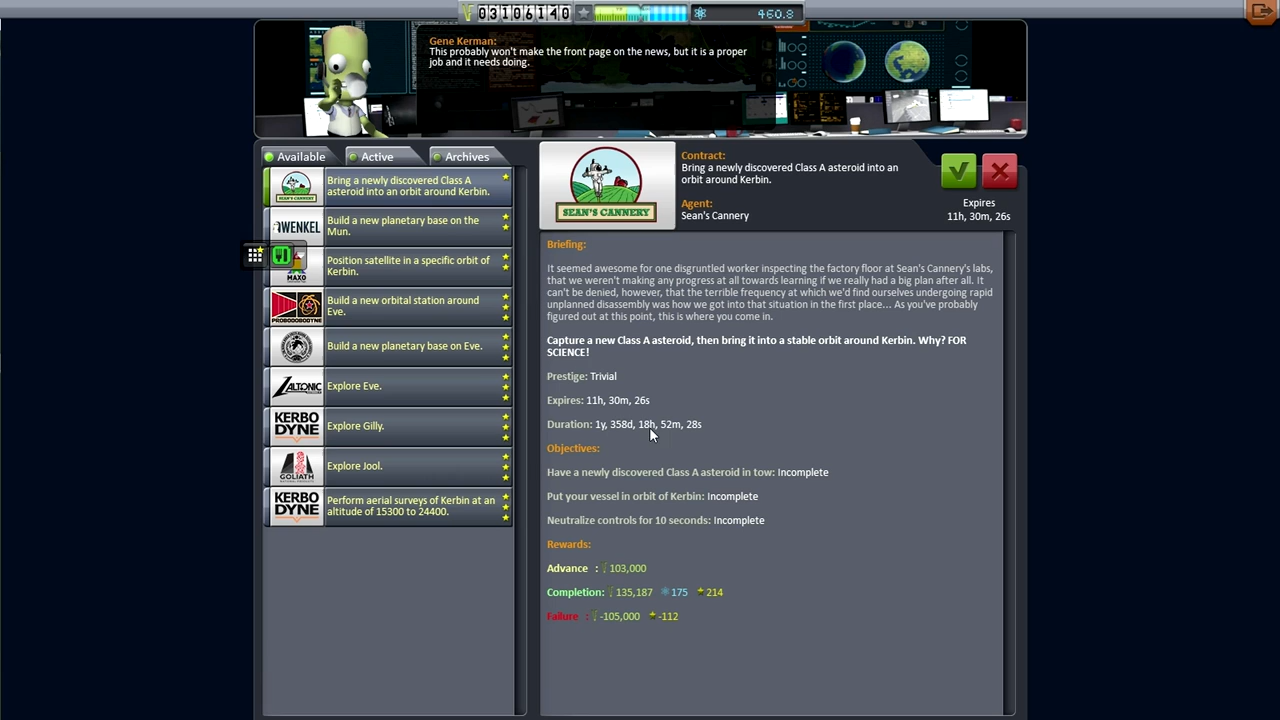 03106140
460.8
Gene Kerman:
This probably won't make the front page on the news, but it is a proper
job and it needs doing.
Available
Active
Archives
SEAN'S CANNERY
Bring a newly discovered Class A
asteroid into an orbit around Kerbin.
WENKEL
Build a new planetary base on the
Mun.
MAXO
Position satellite in a specific orbit of
Kerbin.
PROBODOBODYNE
Build a new orbital station around
Eve.
Build a new planetary base on Eve.
ZALTONIC
Explore Eve.
KERBO
DYNE
Explore Gilly.
GOLIATH
Explore Jool.
KERBO
DYNE
Perform aerial surveys of Kerbin at an
altitude of 15300 to 24400.
SEAN'S CANNERY
Contract:
Bring a newly discovered Class A asteroid into an
orbit around Kerbin.
Agent:
Sean's Cannery
Expires
11h, 30m, 26s
Briefing:
It seemed awesome for one disgruntled worker inspecting the factory floor at Sean's Cannery's labs,
that we weren't making any progress at all towards learning if we really had a big plan after all. It
can't be denied, however, that the terrible frequency at which we'd find ourselves undergoing rapid
unplanned disassembly was how we got into that situation in the first place... As you've probably
figured out at this point, this is where you come in.
Capture a new Class A asteroid, then bring it into a stable orbit around Kerbin. Why? FOR
SCIENCE!
Prestige: Trivial
Expires: 11h, 30m, 26s
Duration: 1y, 358d, 18h, 52m, 28s
Objectives:
Have a newly discovered Class A asteroid in tow: Incomplete
Put your vessel in orbit of Kerbin: Incomplete
Neutralize controls for 10 seconds: Incomplete
Rewards:
Advance : 103,000
Completion: 135,187 175 214
Failure : -105,000 -112